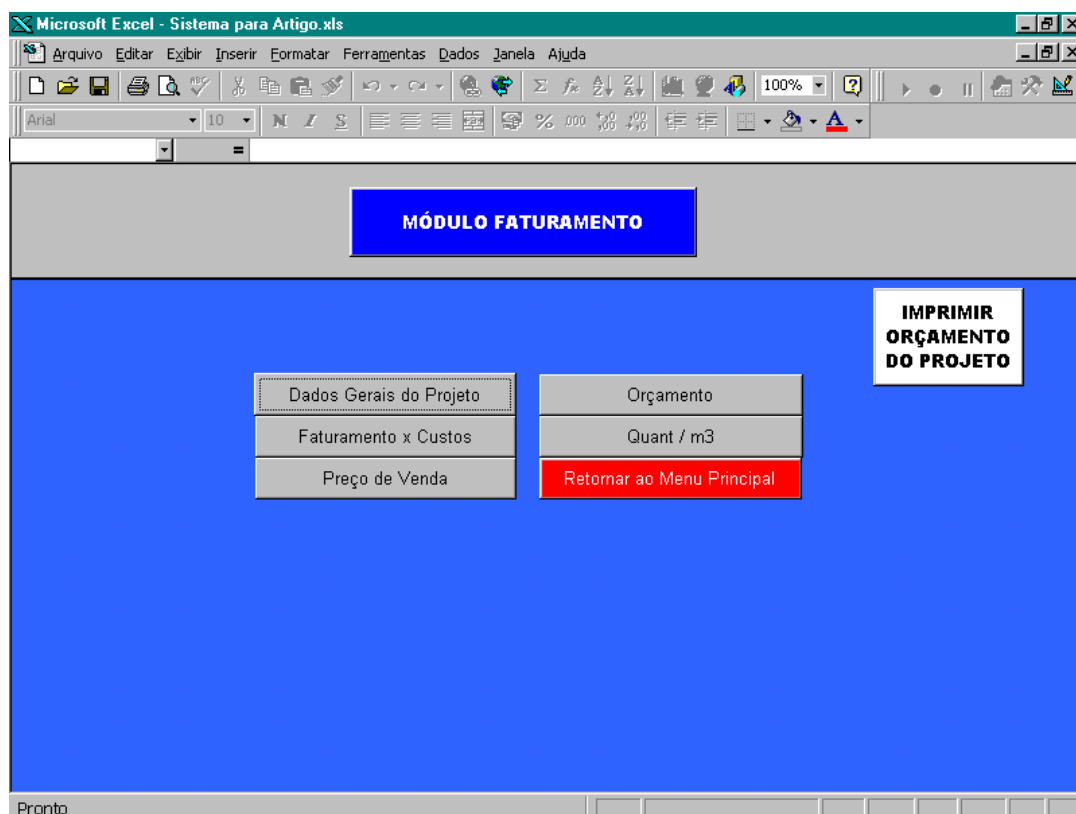 Microsoft Excel - Sistema para Artigo.xls
Arquivo Editar Exibir Inserir Formatar Ferramentas Dados Janela Ajuda
100%
Arial 10 N I S % 000
=
MÓDULO FATURAMENTO
IMPRIMIR
ORÇAMENTO
DO PROJETO
Dados Gerais do Projeto Orçamento
Faturamento x Custos Quant / m3
Preço de Venda Retornar ao Menu Principal
Pronto